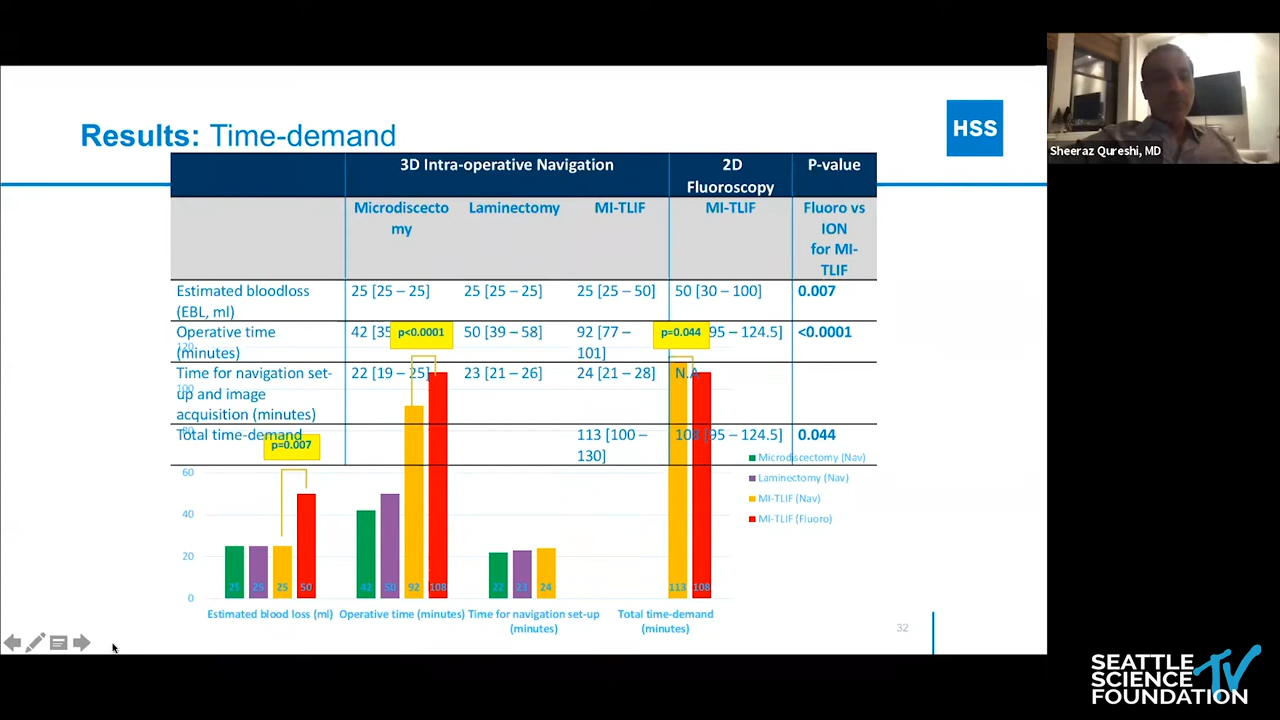 Results: Time-demand
HSS
Sheeraz Qureshi, MD
3D Intra-operative Navigation
2D
Fluoroscopy
P-value
Microdiscecto
my
Laminectomy
MI-TLIF
MI-TLIF
Fluoro vs
ION
for MI-
TLIF
Estimated bloodloss
(EBL, ml)
25 [25 – 25]
25 [25 – 25]
25 [25 – 50]
50 [30 – 100]
0.007
Operative time
(minutes)
42 [35
50 [39 – 58]
92 [77 –
101]
95 – 124.5]
<0.0001
Time for navigation set-
up and image
acquisition (minutes)
22 [19 – 25]
23 [21 – 26]
24 [21 – 28]
N.A
Total time-demand
113 [100 –
130]
108 [95 – 124.5]
0.044
p<0.0001
p=0.044
p=0.007
120
100
80
60
40
20
0
25
25
25
50
42
50
92
108
22
23
24
113
108
Estimated blood loss (ml)
Operative time (minutes)
Time for navigation set-up
(minutes)
Total time-demand
(minutes)
Microdiscectomy (Nav)
Laminectomy (Nav)
MI-TLIF (Nav)
MI-TLIF (Fluoro)
32
SEATTLE
SCIENCE
FOUNDATION
TV